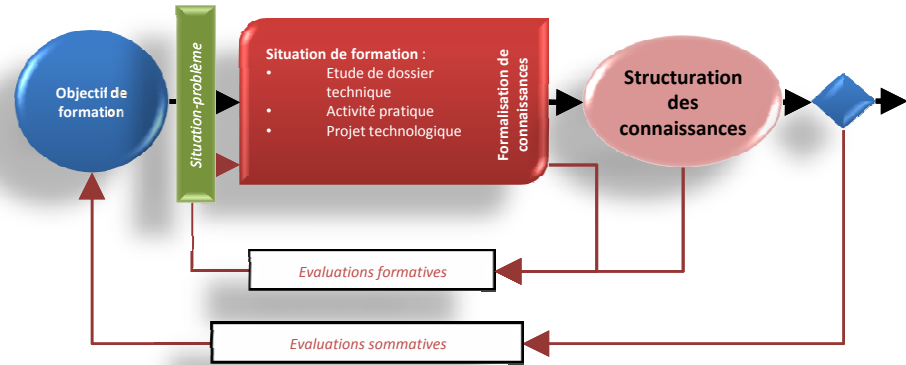 Objectif de
formation
Situation-problème
Situation de formation :
• Etude de dossier
technique
• Activité pratique
• Projet technologique
Formalisation de
connaissances
Structuration
des
connaissances
Evaluations formatives
Evaluations sommatives